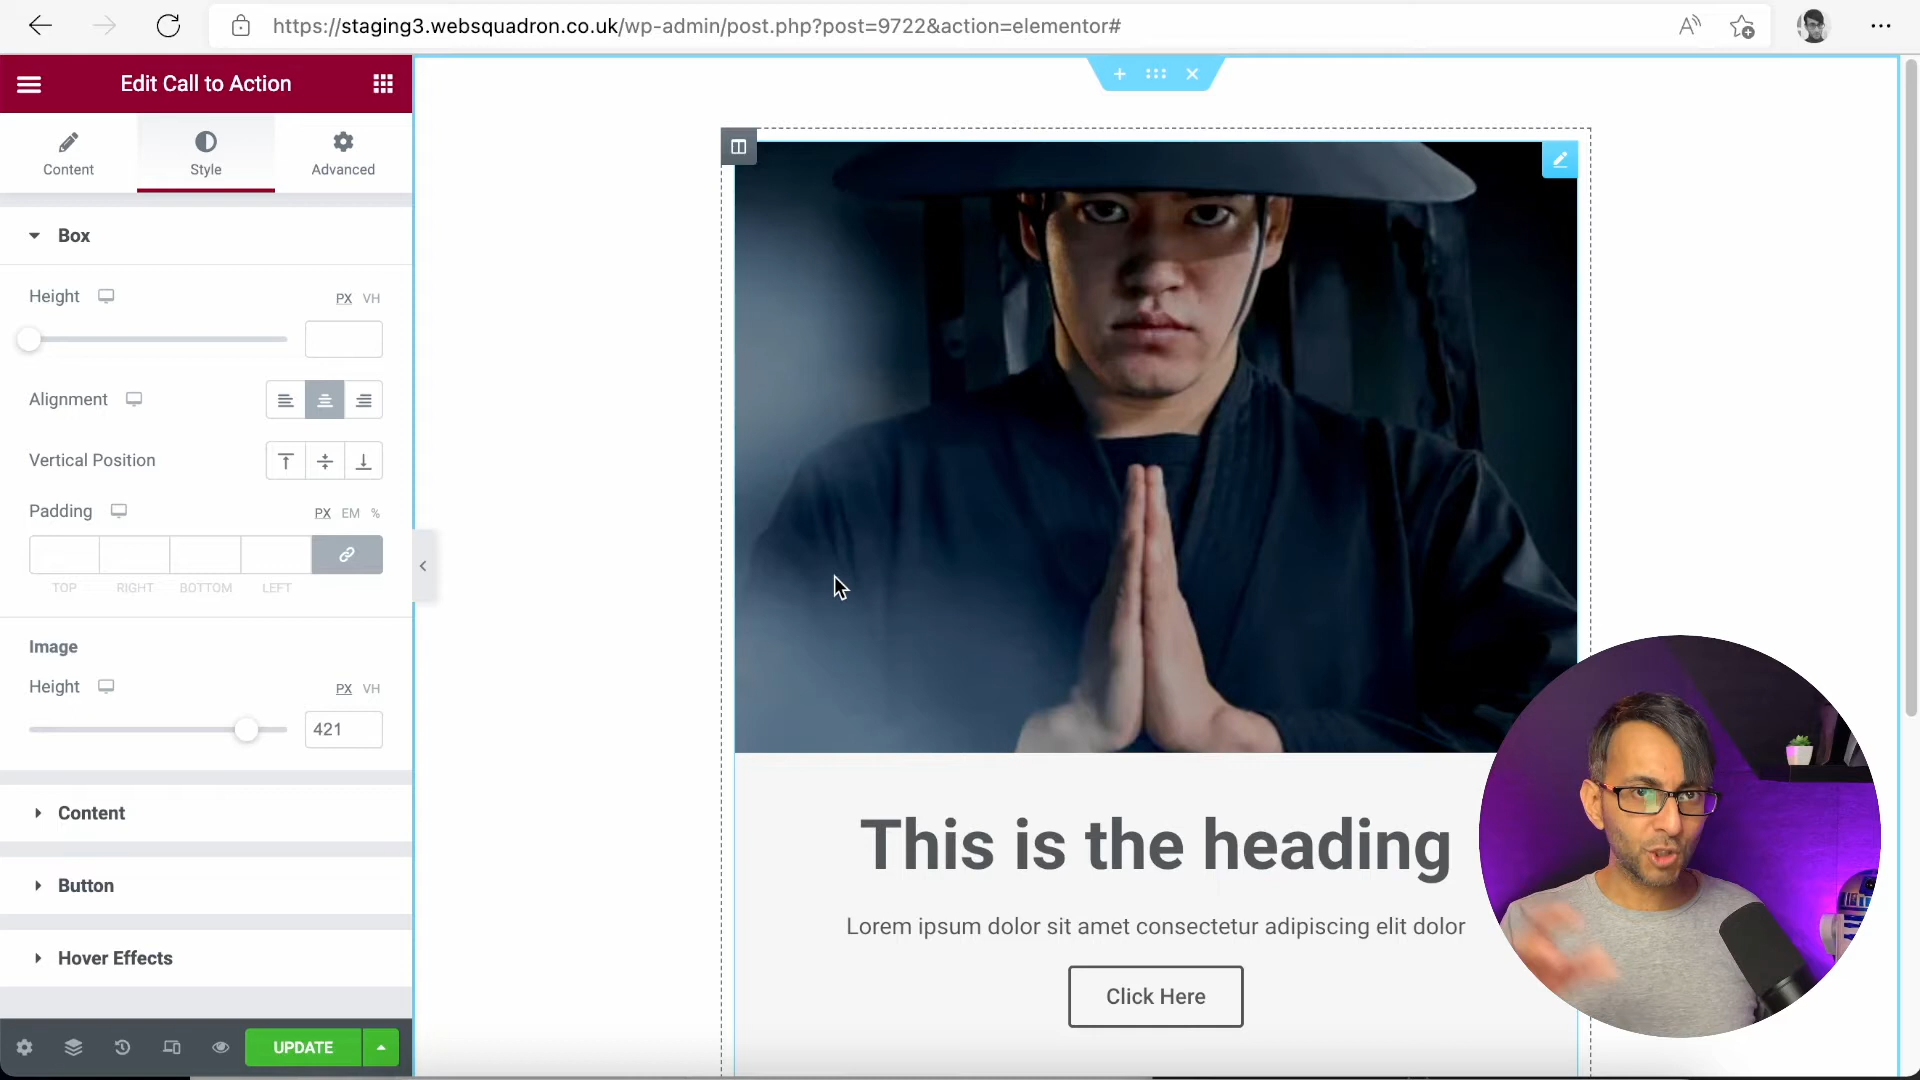 https://staging3.websquadron.co.uk/wp-admin/post.php?post=9722&action=elementor#
Edit Call to Action
Content
Style
Advanced
Box
Height
PX VH
Alignment
Vertical Position
Padding
PX EM %
TOP RIGHT BOTTOM LEFT
Image
Height
PX VH
421
Content
Button
Hover Effects
UPDATE
This is the heading
Lorem ipsum dolor sit amet consectetur adipiscing elit dolor
Click Here